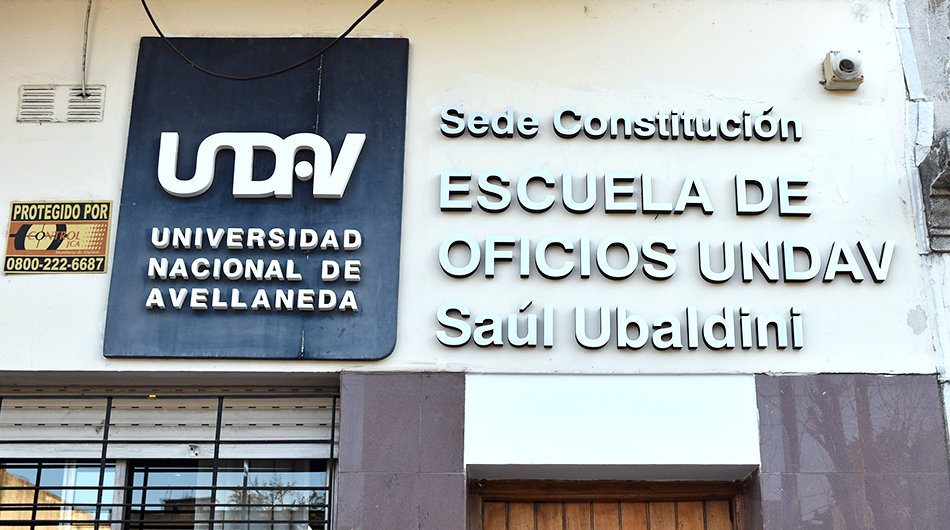 UNDAV
UNIVERSIDAD
NACIONAL DE
AVELLANEDA
Sede Constitución
ESCUELA DE
OFICIOS UNDAV
Saúl Ubaldini
PROTEGIDO POR
CONTROL
0800-222-6687